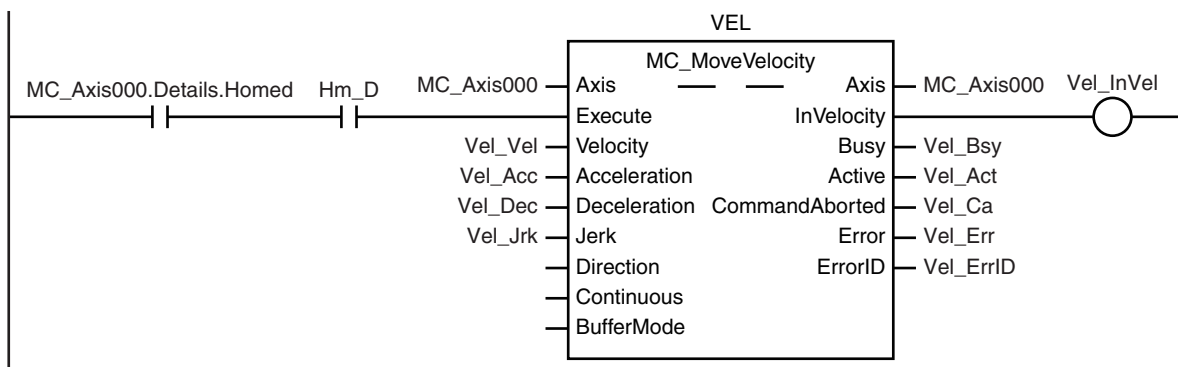 VEL
MC_MoveVelocity
MC_Axis000.Details.Homed Hm_D MC_Axis000 Axis Axis MC_Axis000 Vel_InVel
Execute InVelocity
Vel_Vel Velocity Busy Vel_Bsy
Vel_Acc Acceleration Active Vel_Act
Vel_Dec Deceleration CommandAborted Vel_Ca
Vel_Jrk Jerk Error Vel_Err
Direction ErrorID Vel_ErrID
Continuous
BufferMode